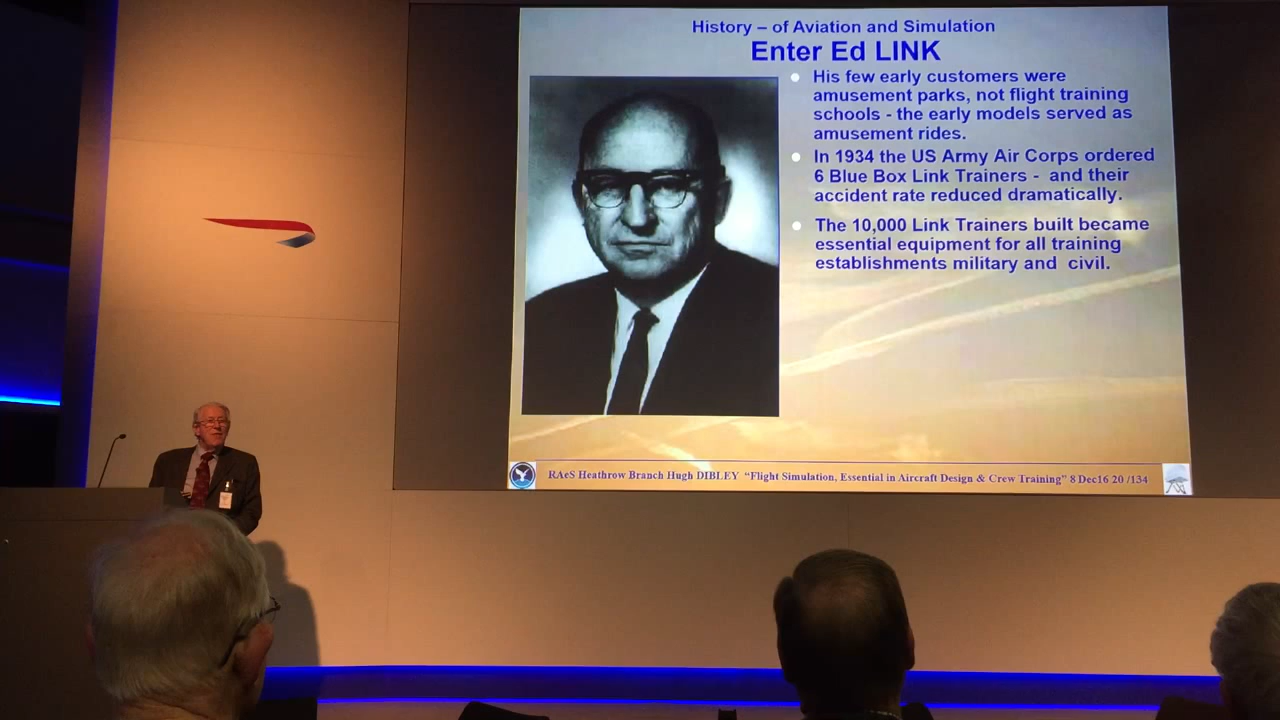 History – of Aviation and Simulation
Enter Ed LINK
His few early customers were
amusement parks, not flight training
schools - the early models served as
amusement rides.
In 1934 the US Army Air Corps ordered
6 Blue Box Link Trainers - and their
accident rate reduced dramatically.
The 10,000 Link Trainers built became
essential equipment for all training
establishments military and civil.
RAeS Heathrow Branch Hugh DIBLEY "Flight Simulation, Essential in Aircraft Design & Crew Training" 8 Dec16 20 /134